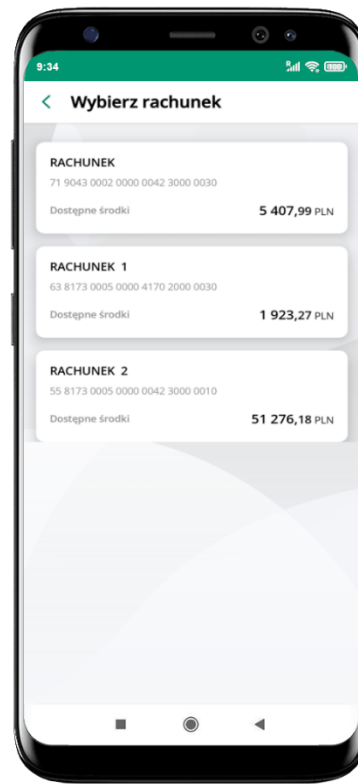 9:34
R
Wybierz rachunek
RACHUNEK
71 9043 0002 0000 0042 3000 0030
Dostępne środki 5 407,99 PLN
RACHUNEK 1
63 8173 0005 0000 4170 2000 0030
Dostępne środki 1 923,27 PLN
RACHUNEK 2
55 8173 0005 0000 0042 3000 0010
Dostępne środki 51 276,18 PLN